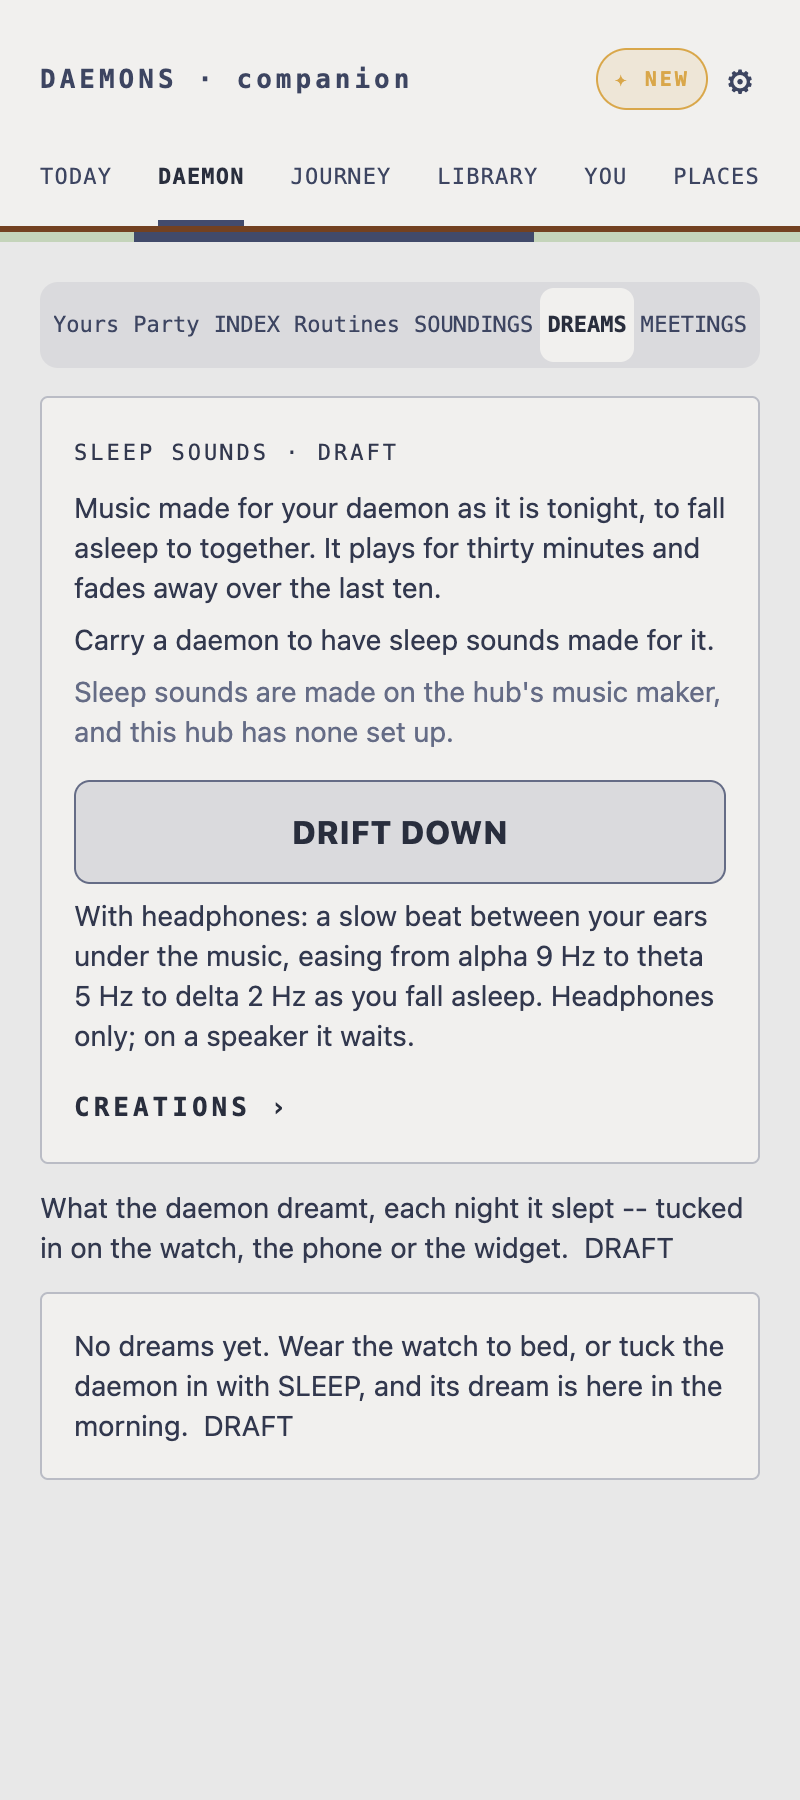 DAEMONS · companion
✦ NEW
TODAY DAEMON JOURNEY LIBRARY YOU PLACES
Yours Party INDEX Routines SOUNDINGS DREAMS MEETINGS
SLEEP SOUNDS · DRAFT
Music made for your daemon as it is tonight, to fall
asleep to together. It plays for thirty minutes and
fades away over the last ten.
Carry a daemon to have sleep sounds made for it.
Sleep sounds are made on the hub's music maker,
and this hub has none set up.
DRIFT DOWN
With headphones: a slow beat between your ears
under the music, easing from alpha 9 Hz to theta
5 Hz to delta 2 Hz as you fall asleep. Headphones
only; on a speaker it waits.
CREATIONS ›
What the daemon dreamt, each night it slept -- tucked
in on the watch, the phone or the widget. DRAFT
No dreams yet. Wear the watch to bed, or tuck the
daemon in with SLEEP, and its dream is here in the
morning. DRAFT